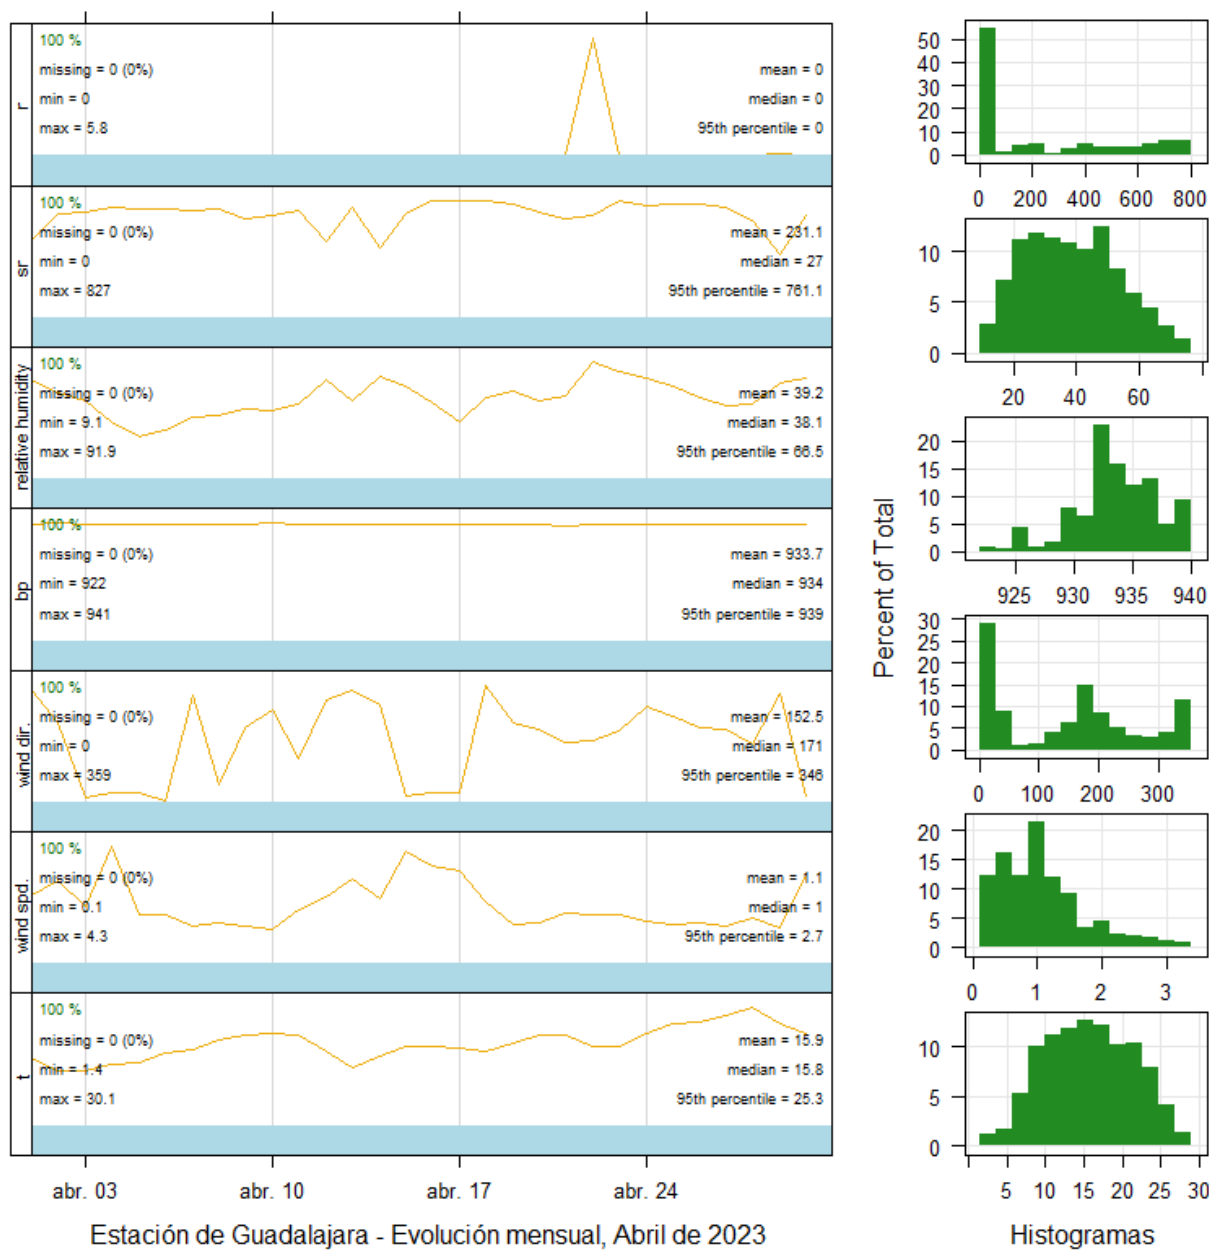 r
100 %
missing = 0 (0%)
min = 0
max = 5.8
mean = 0
median = 0
95th percentile = 0
sr
100 %
missing = 0 (0%)
min = 0
max = 827
mean = 231.1
median = 27
95th percentile = 761.1
relative humidity
100 %
missing = 0 (0%)
min = 9.1
max = 91.9
mean = 39.2
median = 38.1
95th percentile = 66.5
bp
100 %
missing = 0 (0%)
min = 922
max = 941
mean = 933.7
median = 934
95th percentile = 939
wind dir.
100 %
missing = 0 (0%)
min = 0
max = 359
mean = 152.5
median = 171
95th percentile = 346
wind spd.
100 %
missing = 0 (0%)
min = 0.1
max = 4.3
mean = 1.1
median = 1
95th percentile = 2.7
t
100 %
missing = 0 (0%)
min = 1.4
max = 30.1
mean = 15.9
median = 15.8
95th percentile = 25.3
abr. 03 abr. 10 abr. 17 abr. 24
Estación de Guadalajara - Evolución mensual, Abril de 2023
Percent of Total
50
40
30
20
10
0
0 200 400 600 800
10
5
0
20 40 60
20
15
10
5
0
925 930 935 940
30
25
20
15
10
5
0
0 100 200 300
20
15
10
5
0
0 1 2 3
10
5
0
5 10 15 20 25 30
Histogramas